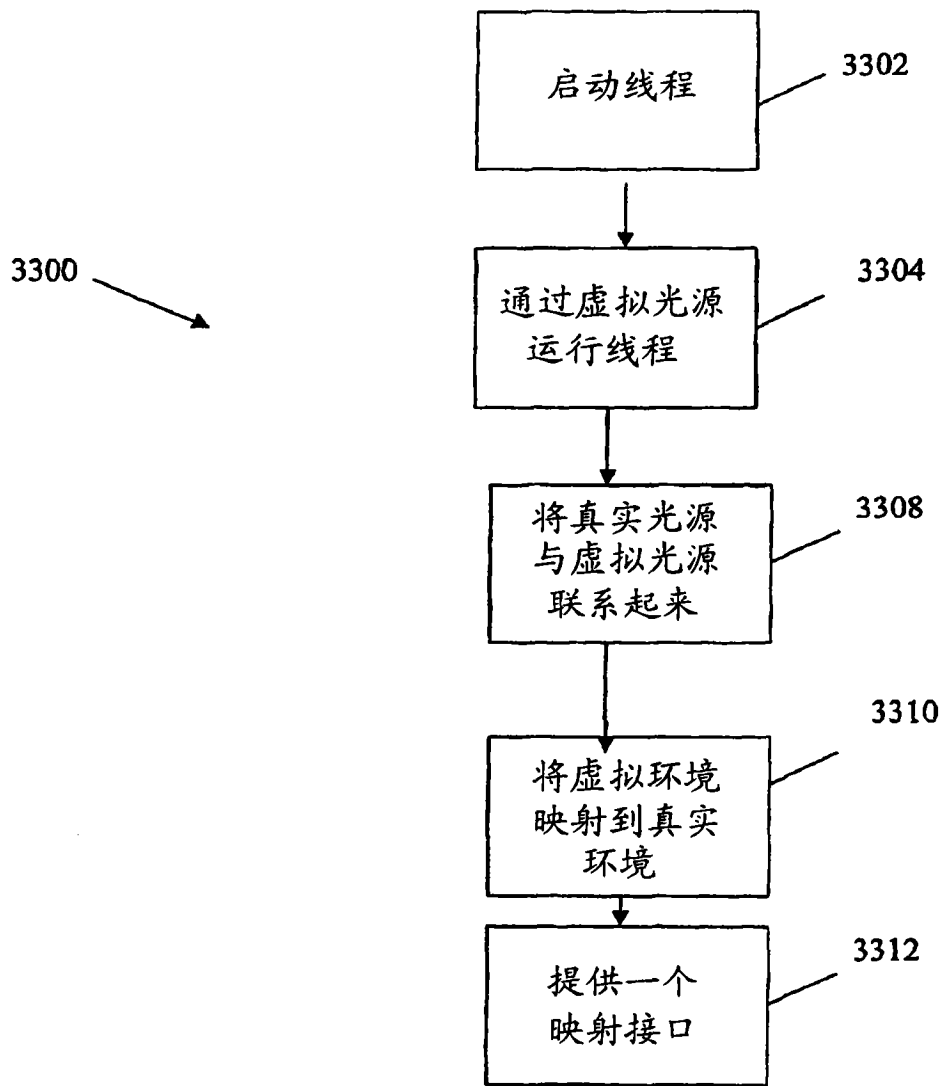 启动线程
3302
3300
通过虚拟光源
运行线程
3304
将真实光源
与虚拟光源
联系起来
3308
将虚拟环境
映射到真实
环境
3310
提供一个
映射接口
3312